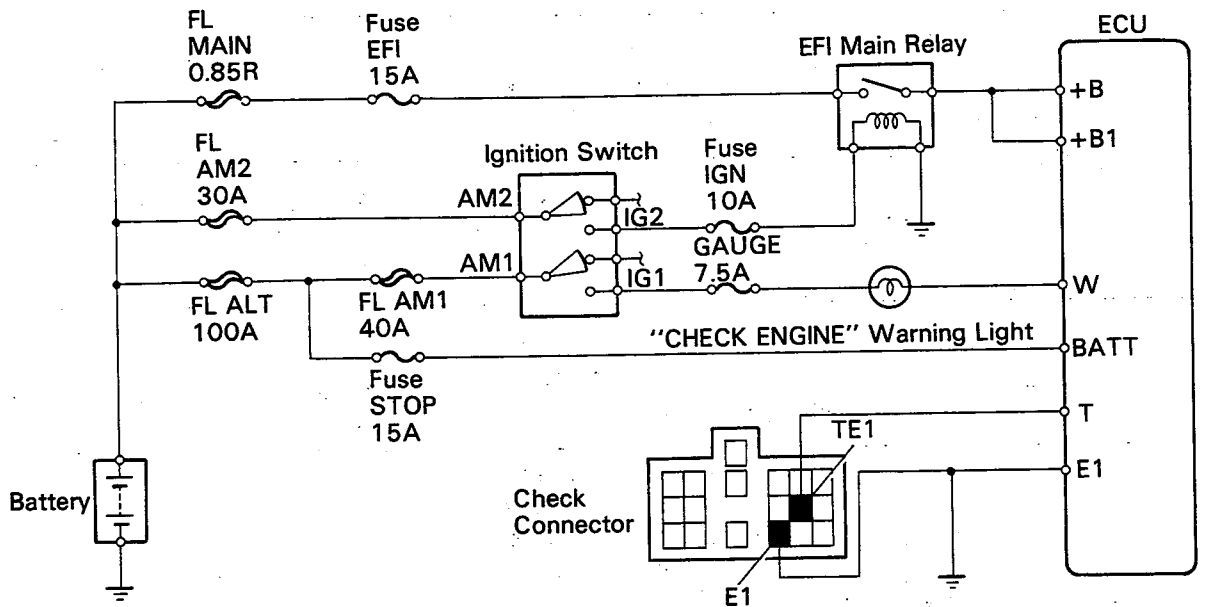 FL
MAIN
0.85R
Fuse
EFI
15A
EFI Main Relay
ECU
+B
+B1
FL
AM2
30A
Ignition Switch
AM2
IG2
Fuse
IGN
10A
AM1
IG1
GAUGE
7.5A
W
FL ALT
100A
FL AM1
40A
"CHECK ENGINE" Warning Light
BATT
Fuse
STOP
15A
T
TE1
E1
Battery
Check
Connector
E1